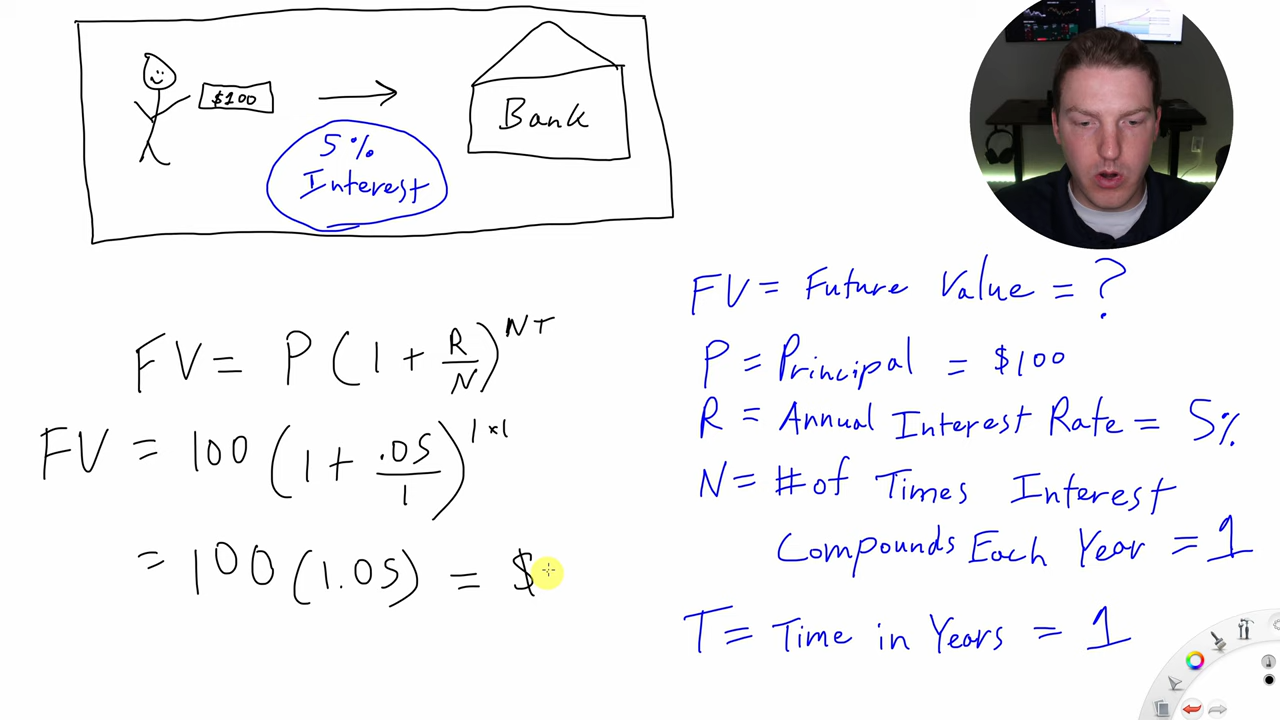 $100
5%
Interest
Bank
FV = P(1 + R/N)^NT
FV = 100(1 + .05/1)^1×1
= 100(1.05) = $
FV = Future Value = ?
P = Principal = $100
R = Annual Interest Rate = 5%
N = # of Times Interest
Compounds Each Year = 1
T = Time in Years = 1